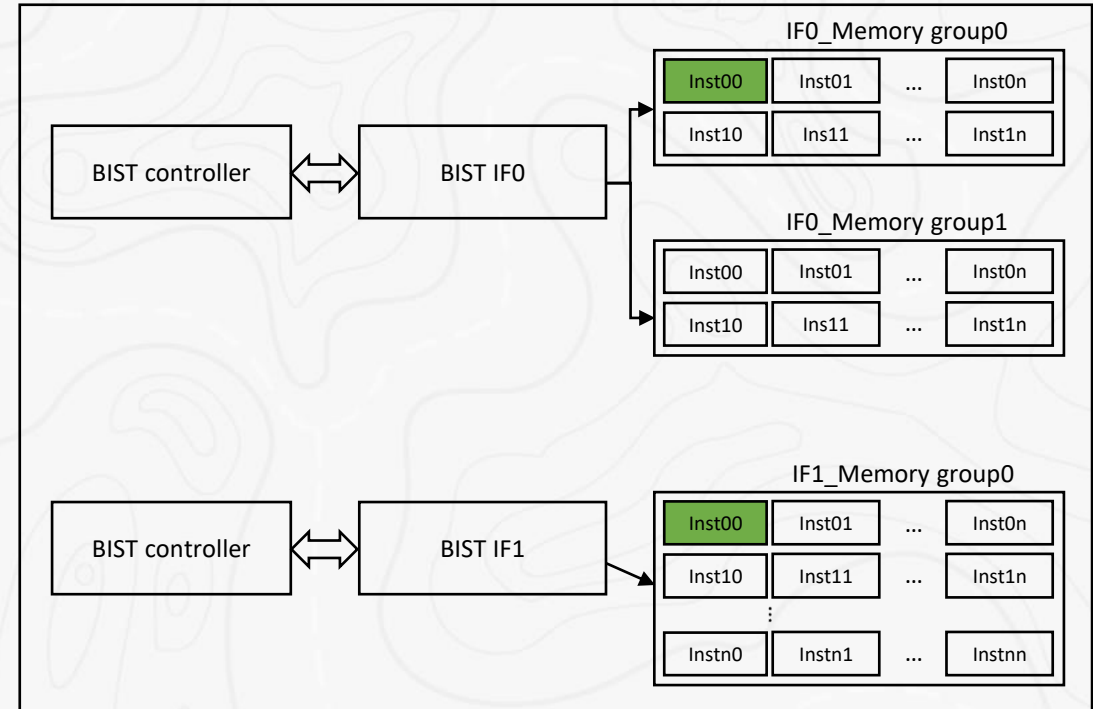 IF0_Memory group0
Inst00 Inst01 ... Inst0n
Inst10 Ins11 ... Inst1n
BIST controller BIST IF0
IF0_Memory group1
Inst00 Inst01 ... Inst0n
Inst10 Ins11 ... Inst1n
IF1_Memory group0
Inst00 Inst01 ... Inst0n
BIST controller BIST IF1
Inst10 Inst11 ... Inst1n
...
Instn0 Instn1 ... Instnn